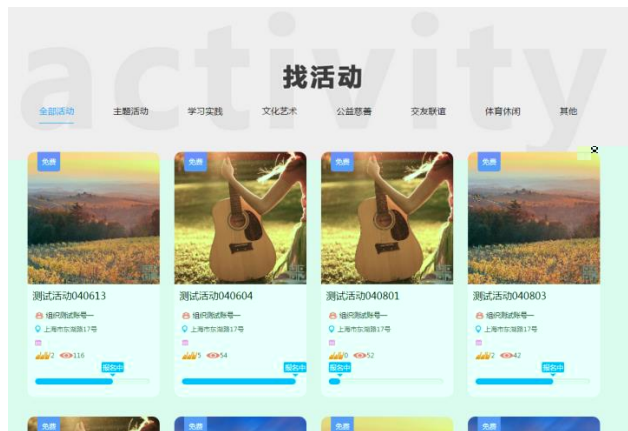 activity
找活动
全部活动 主题活动 学习实践 文化艺术 公益慈善 交友联谊 体育休闲 其他
免费 免费 免费 免费
测试活动040613 测试活动040604 测试活动040801 测试活动040803
组织测试账号一 组织测试账号一 组织测试账号一 组织测试账号一
上海市东湖路17号 上海市东湖路17号 上海市东湖路17号 上海市东湖路17号
/2 116 /5 54 /0 52 /2 42
报名中 报名中 报名中 报名中
免费 免费 免费 免费